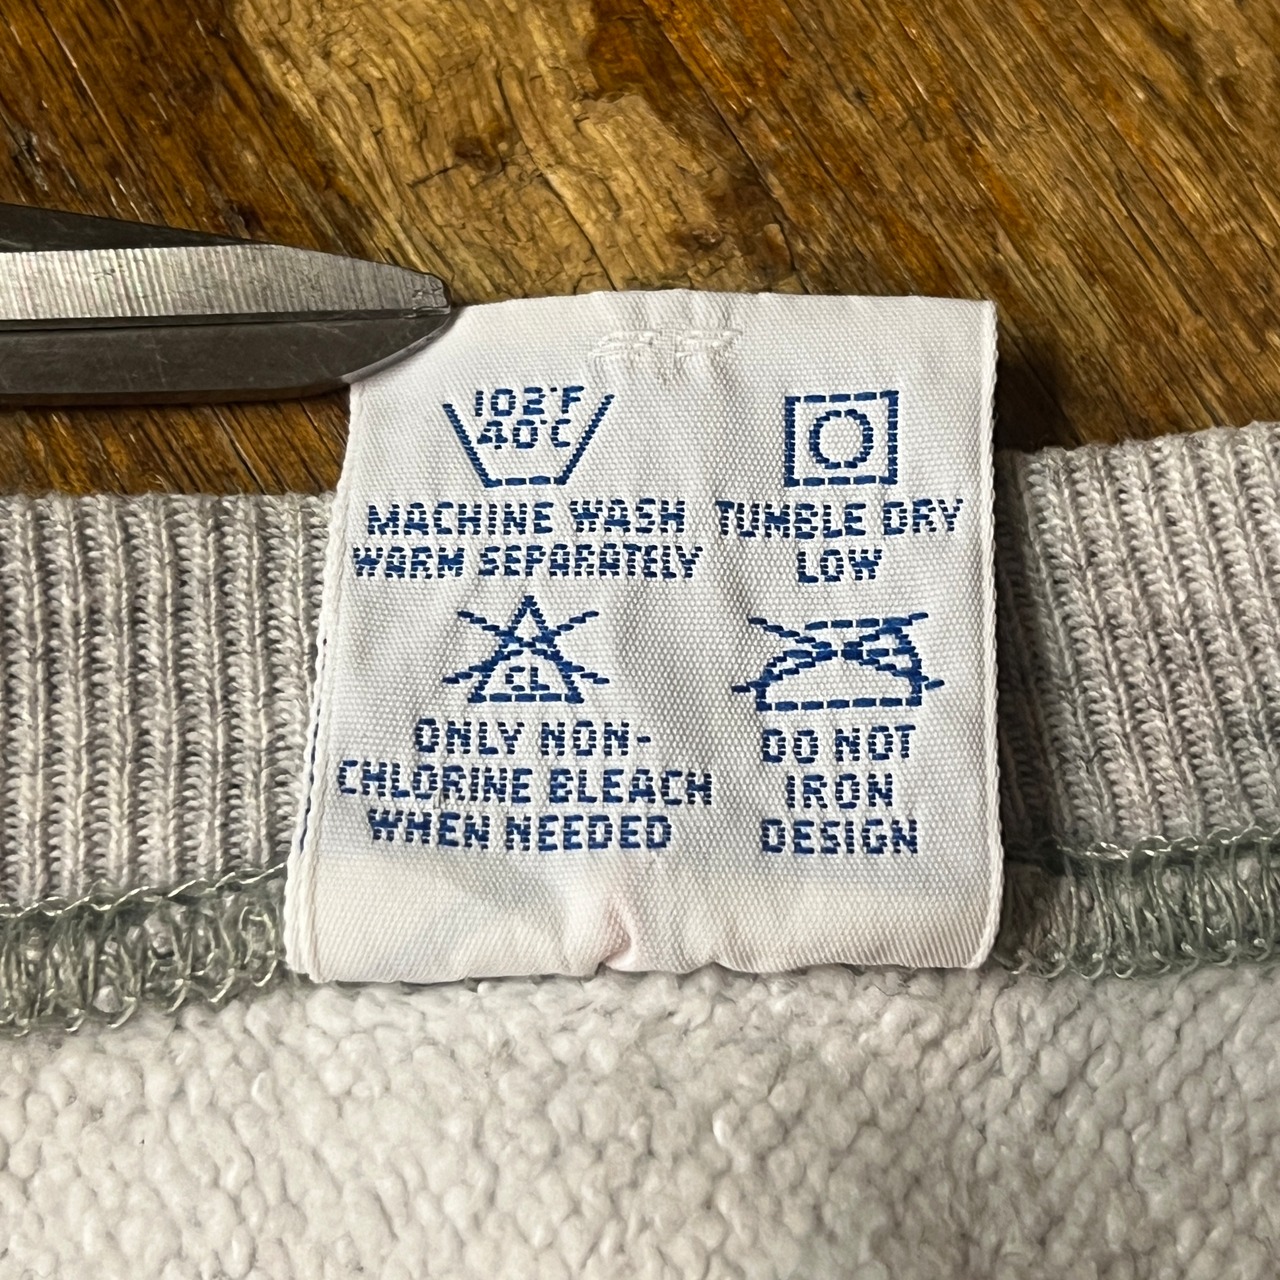 102°F
40°C
MACHINE WASH
WARM SEPARATELY
TUMBLE DRY
LOW
CL
ONLY NON-
CHLORINE BLEACH
WHEN NEEDED
DO NOT
IRON
DESIGN